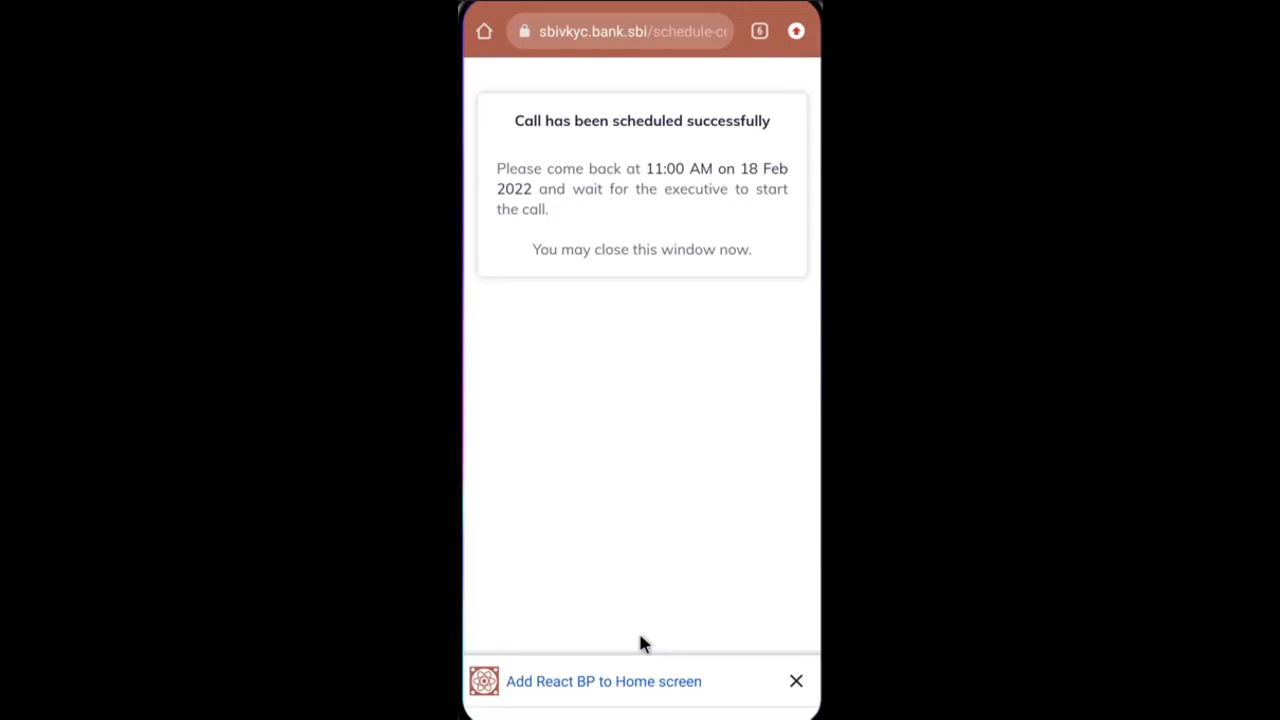 sbivkyc.bank.sbi/schedule-c
6
Call has been scheduled successfully
Please come back at 11:00 AM on 18 Feb
2022 and wait for the executive to start
the call.
You may close this window now.
Add React BP to Home screen